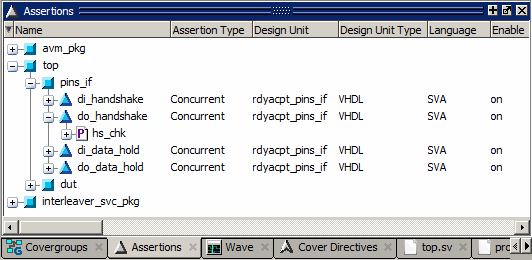 Assertions
Name Assertion Type Design Unit Design Unit Type Language Enable
avm_pkg
top
pins_if
di_handshake Concurrent rdyacpt_pins_if VHDL SVA on
do_handshake Concurrent rdyacpt_pins_if VHDL SVA on
P hs_chk
di_data_hold Concurrent rdyacpt_pins_if VHDL SVA on
do_data_hold Concurrent rdyacpt_pins_if VHDL SVA on
dut
interleaver_svc_pkg
Covergroups Assertions Wave Cover Directives top.sv pro